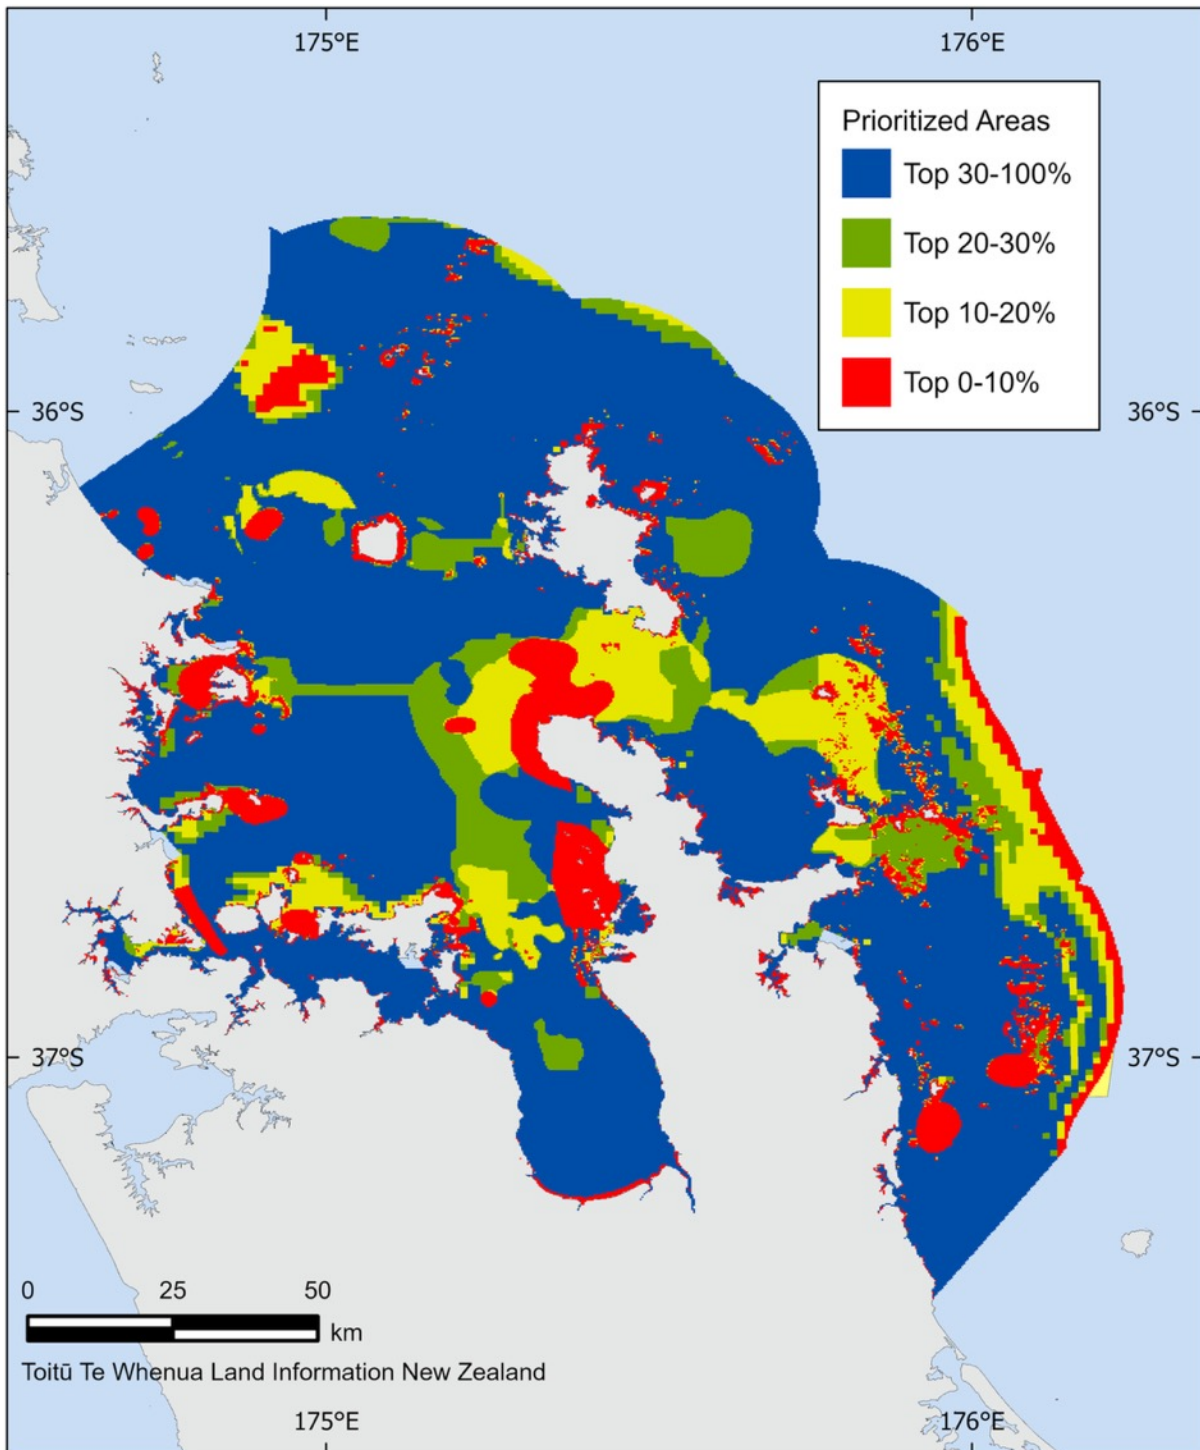 175°E
176°E
Prioritized Areas
Top 30-100%
Top 20-30%
Top 10-20%
Top 0-10%
36°S
36°S
37°S
37°S
0 25 50
km
Toitū Te Whenua Land Information New Zealand
175°E
176°E